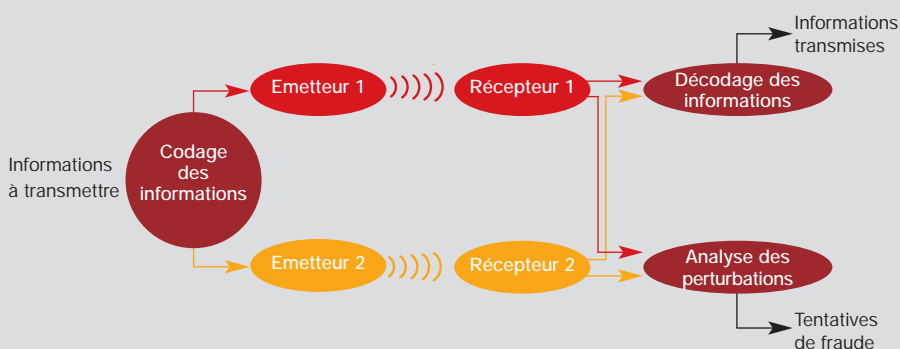 Informations
à transmettre
Codage
des
informations
Emetteur 1
Récepteur 1
Décodage des
informations
Informations
transmises
Emetteur 2
Récepteur 2
Analyse des
perturbations
Tentatives
de fraude